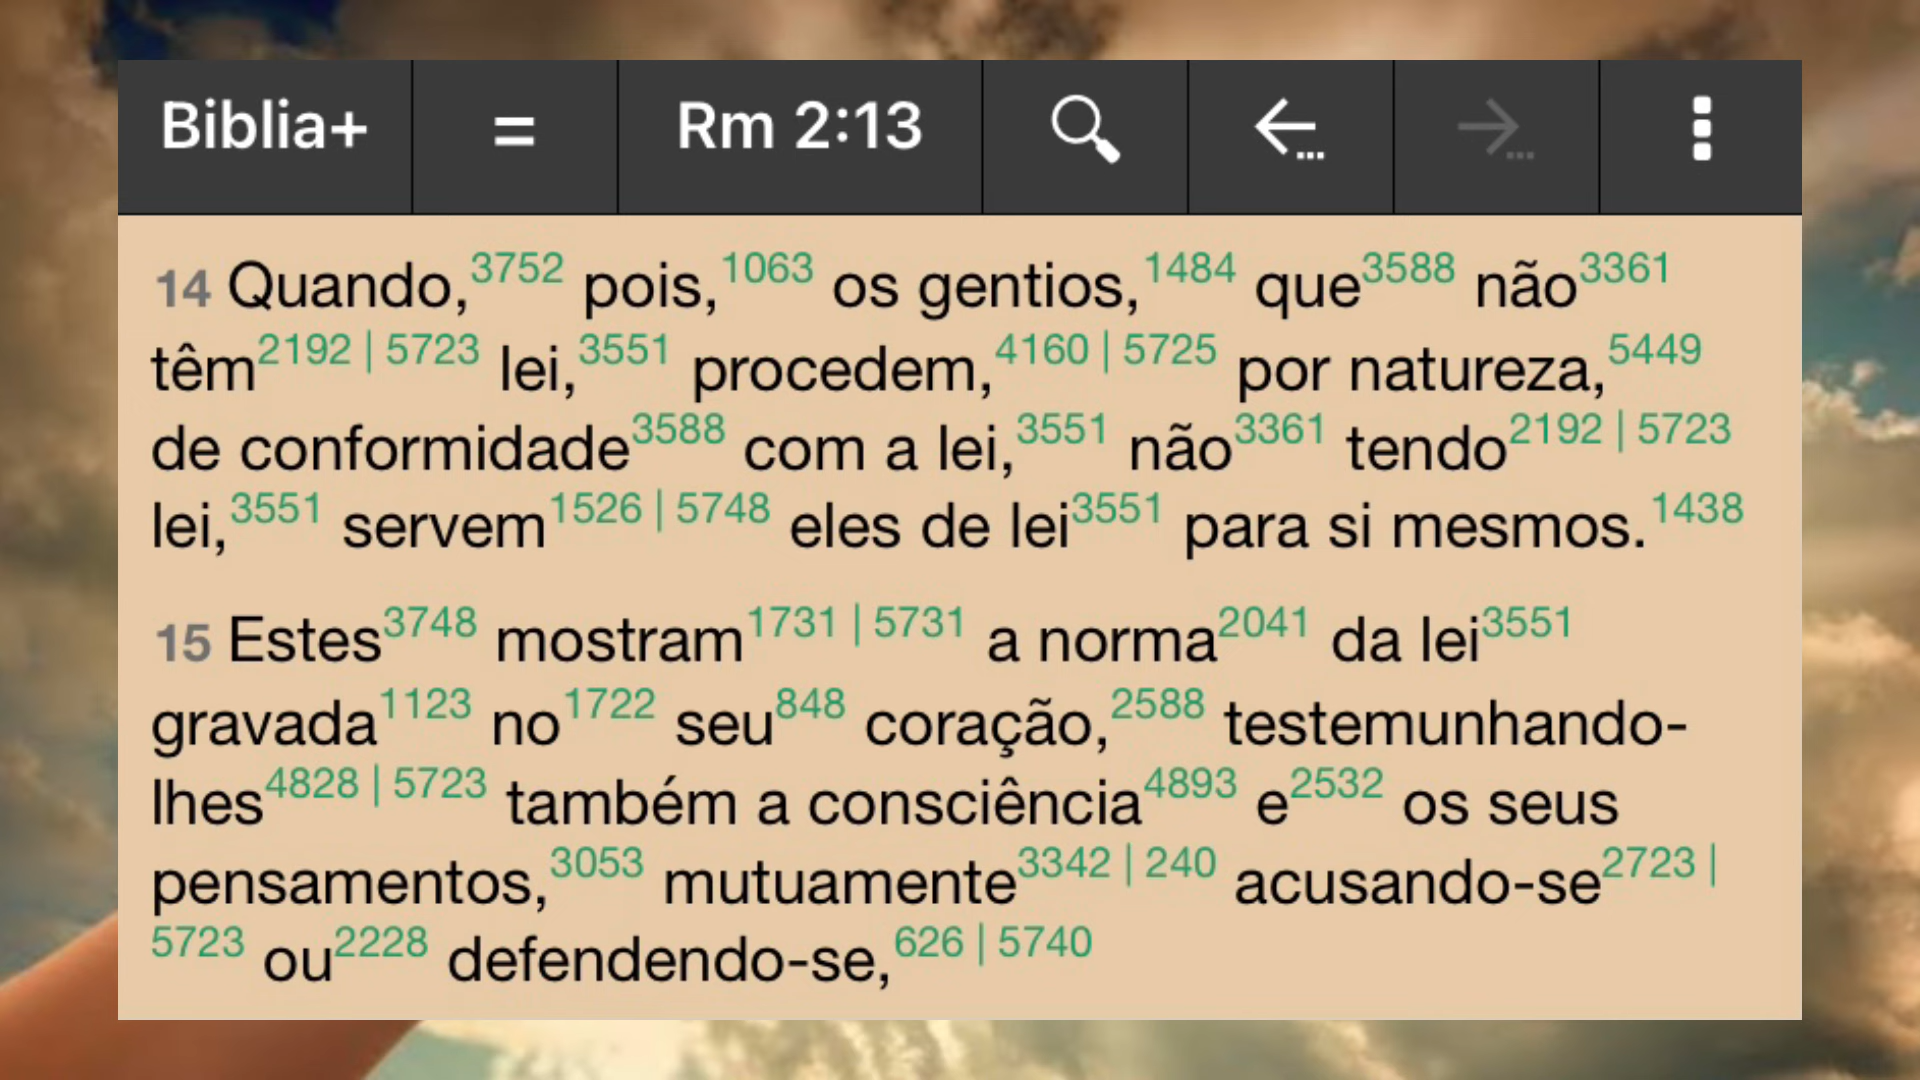 Biblia+ = Rm 2:13
14 Quando,3752 pois,1063 os gentios,1484 que3588 não3361
têm2192 | 5723 lei,3551 procedem,4160 | 5725 por natureza,5449
de conformidade3588 com a lei,3551 não3361 tendo2192 | 5723
lei,3551 servem1526 | 5748 eles de lei3551 para si mesmos.1438
15 Estes3748 mostram1731 | 5731 a norma2041 da lei3551
gravada1123 no1722 seu848 coração,2588 testemunhando-
lhes4828 | 5723 também a consciência4893 e2532 os seus
pensamentos,3053 mutuamente3342 | 240 acusando-se2723 |
5723 ou2228 defendendo-se,626 | 5740